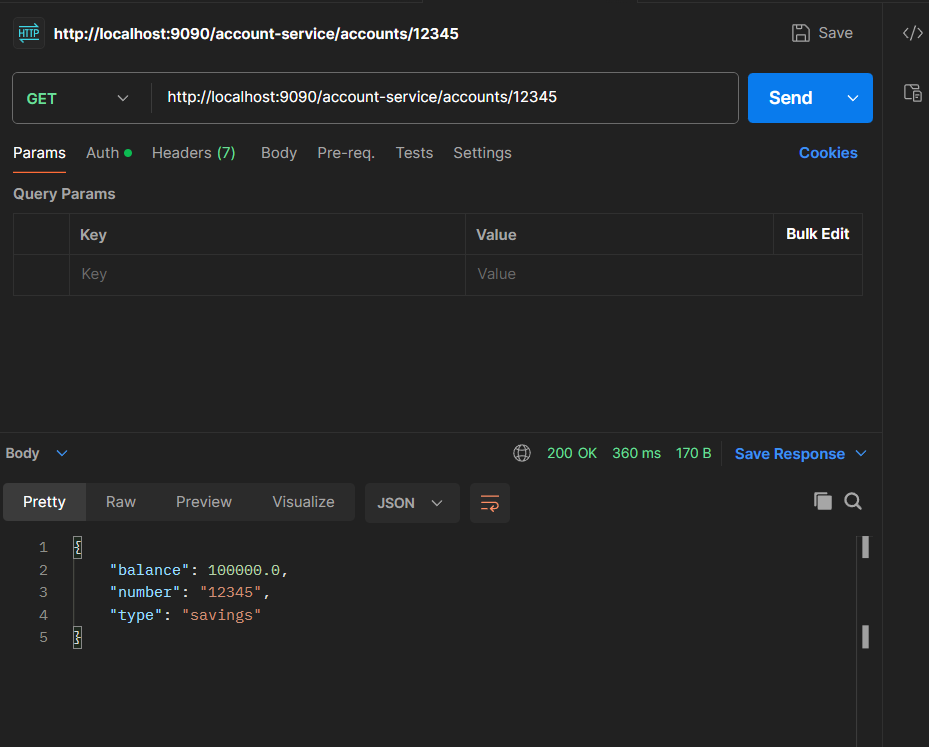 HTTP http://localhost:9090/account-service/accounts/12345 Save
GET http://localhost:9090/account-service/accounts/12345 Send
Params Auth Headers (7) Body Pre-req. Tests Settings Cookies
Query Params
Key Value Bulk Edit
Key Value
Body 200 OK 360 ms 170 B Save Response
Pretty Raw Preview Visualize JSON
1 {
2 "balance": 100000.0,
3 "number": "12345",
4 "type": "savings"
5 }